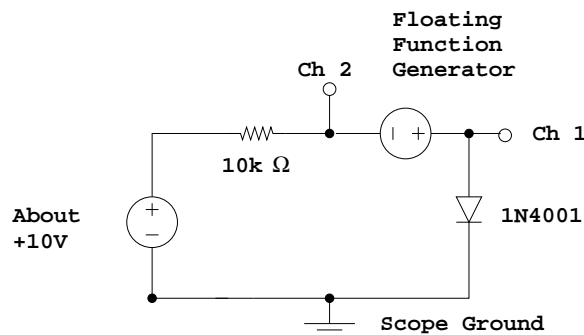 Floating
Function
Generator
Ch 2
Ch 1
10k Ω
About
+10V
1N4001
Scope Ground